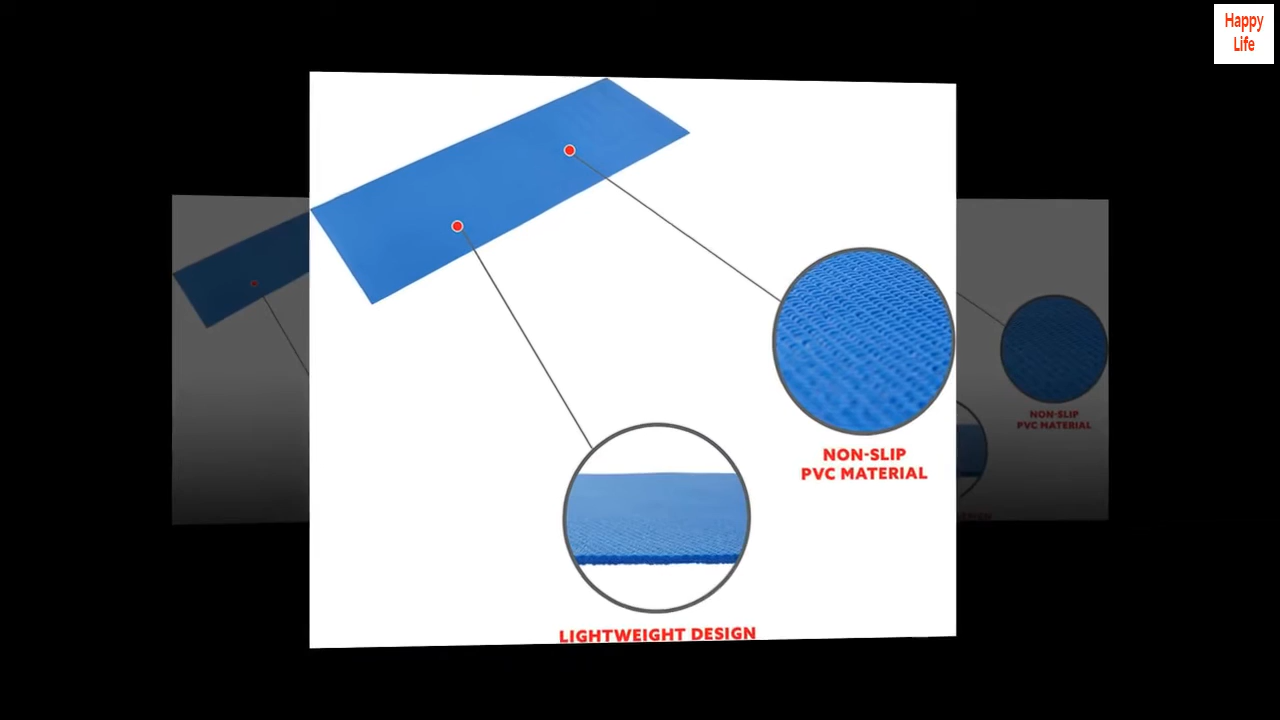 Happy
Life
NON-SLIP
PVC MATERIAL
LIGHTWEIGHT DESIGN
NON-SLIP
PVC MATERIAL